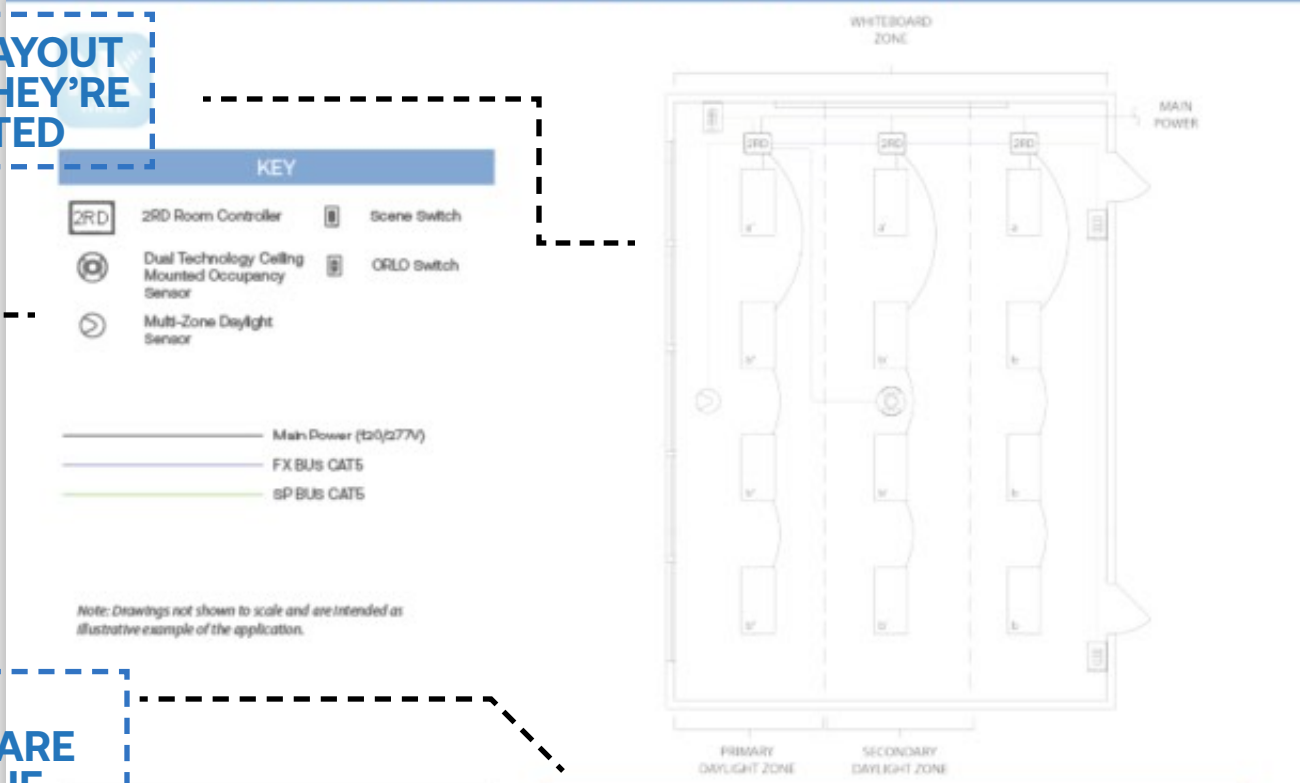 AYOUT
HEY'RE
TED
KEY
2RD 2RD Room Controller
Scene Switch
Dual Technology Ceiling
Mounted Occupancy
Sensor
ORLO Switch
Multi-Zone Daylight
Sensor
Main Power (120/277V)
FX BUS CAT5
SP BUS CAT5
Note: Drawings not shown to scale and are intended as
illustrative example of the application.
ARE
WHITEBOARD
ZONE
MAIN
POWER
2RD 2RD 2RD
a' a' a
b' b' b
b' b' b
b' b' b
PRIMARY
DAYLIGHT ZONE
SECONDARY
DAYLIGHT ZONE